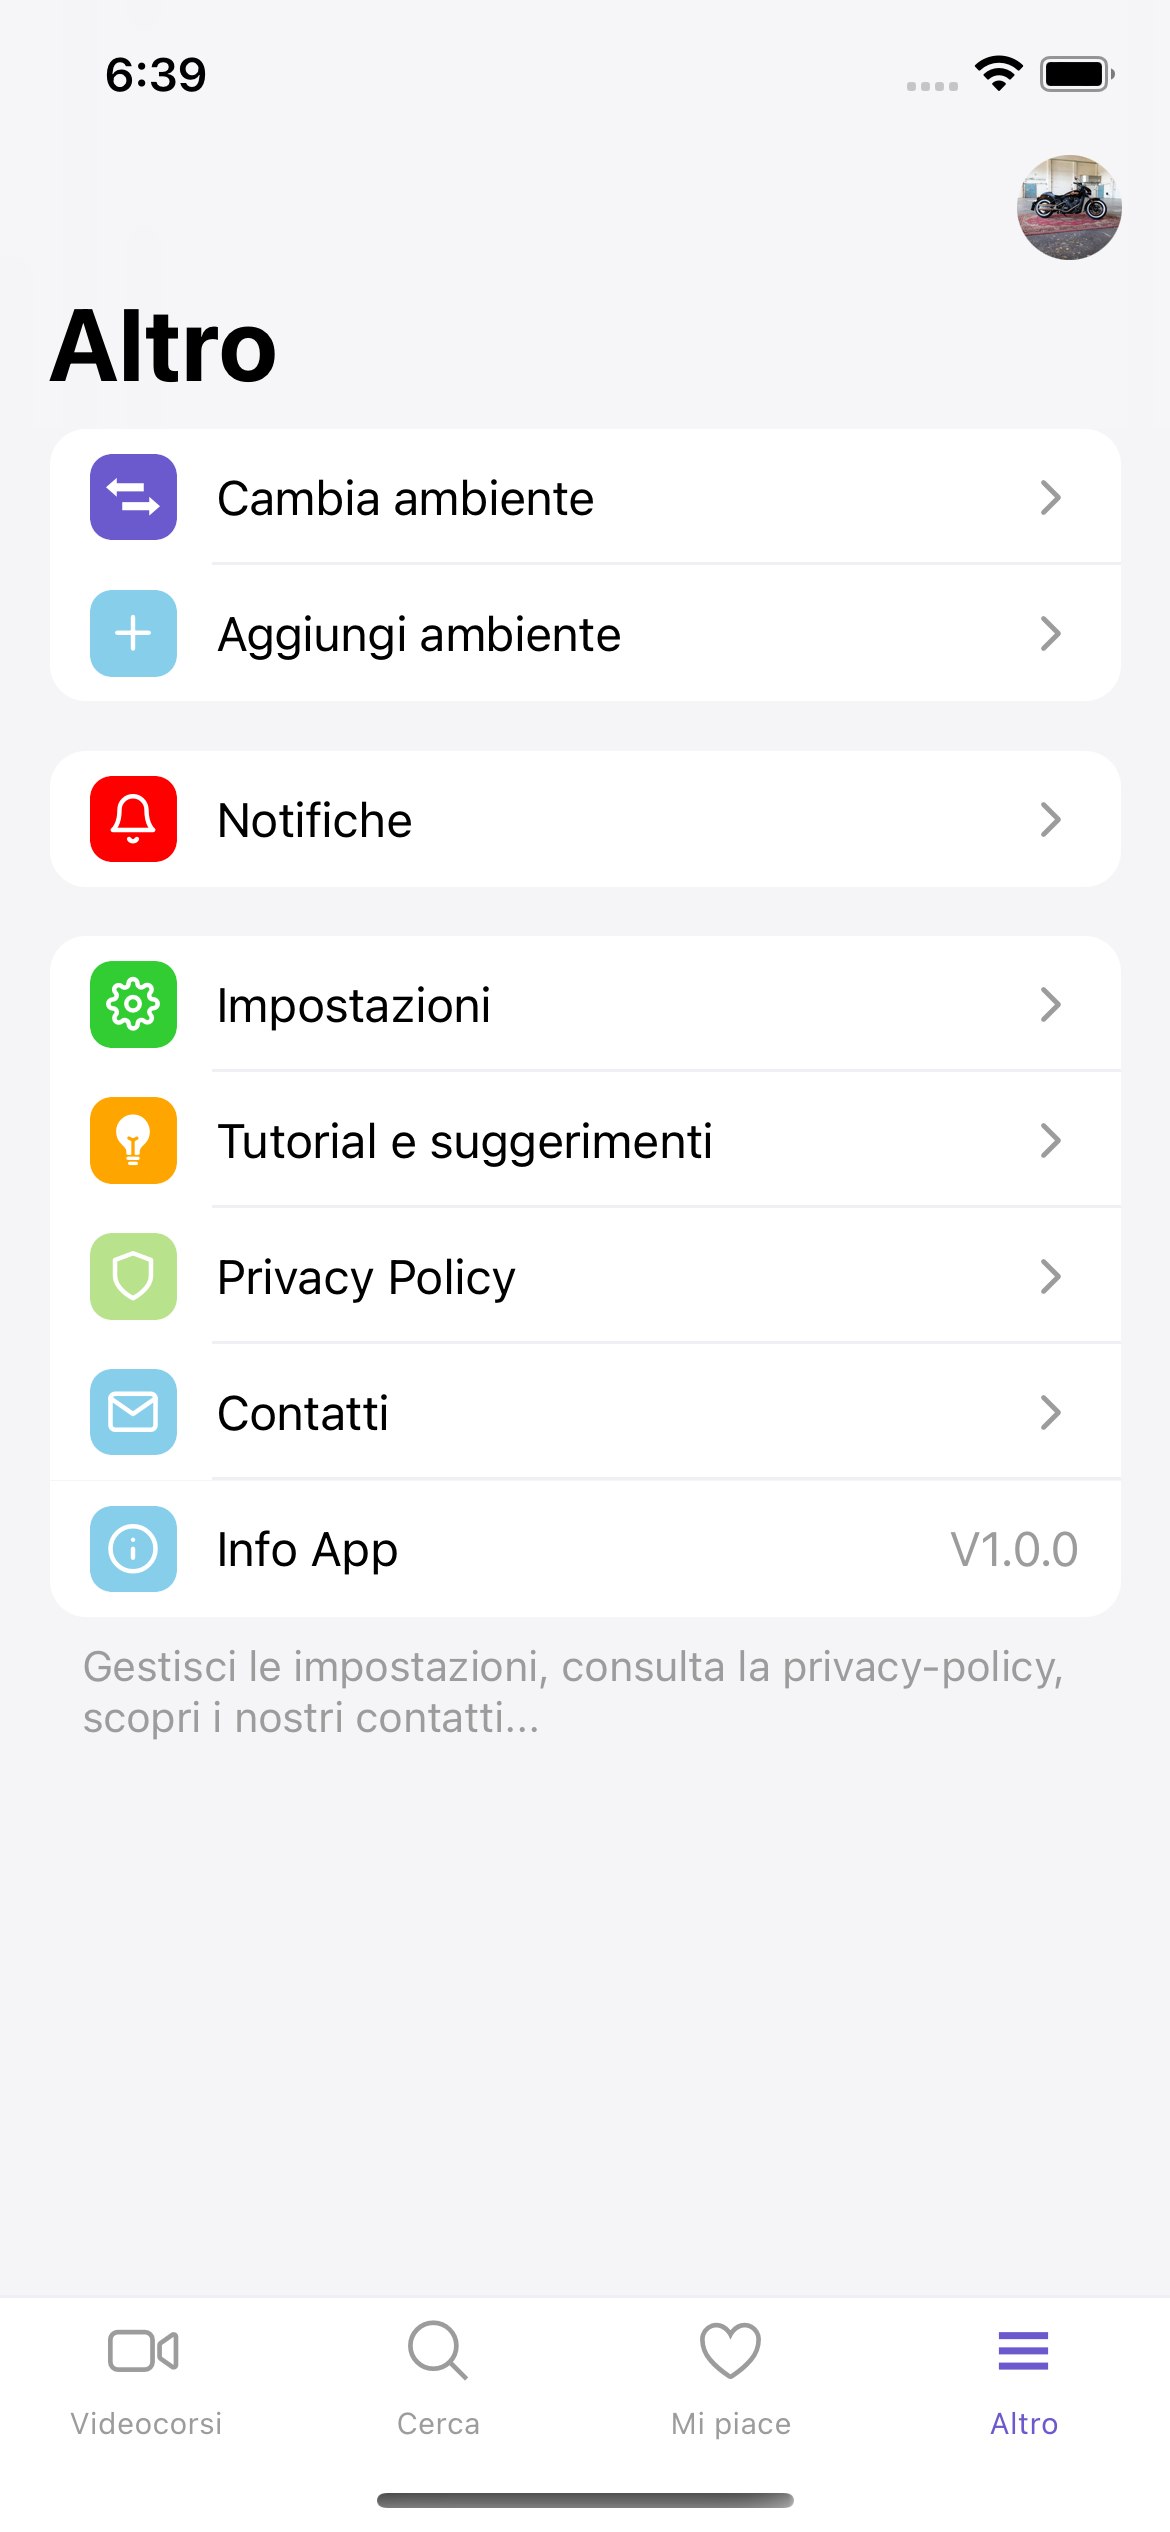 6:39
Altro
Cambia ambiente
Aggiungi ambiente
Notifiche
Impostazioni
Tutorial e suggerimenti
Privacy Policy
Contatti
Info App V1.0.0
Gestisci le impostazioni, consulta la privacy-policy,
scopri i nostri contatti...
Videocorsi Cerca Mi piace Altro